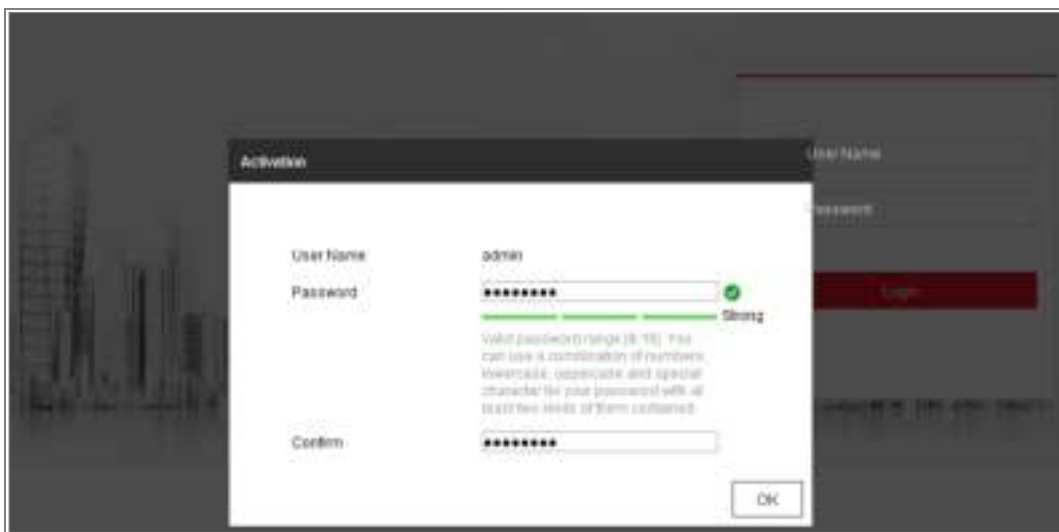 Activation
User Name
Password
Login
User Name admin
Password ●●●●●●●●
Strong
Valid password range [8-16]. You
can use a combination of numbers,
lowercase, uppercase and special
character for your password with at
least two kinds of them contained.
Confirm ●●●●●●●●
OK